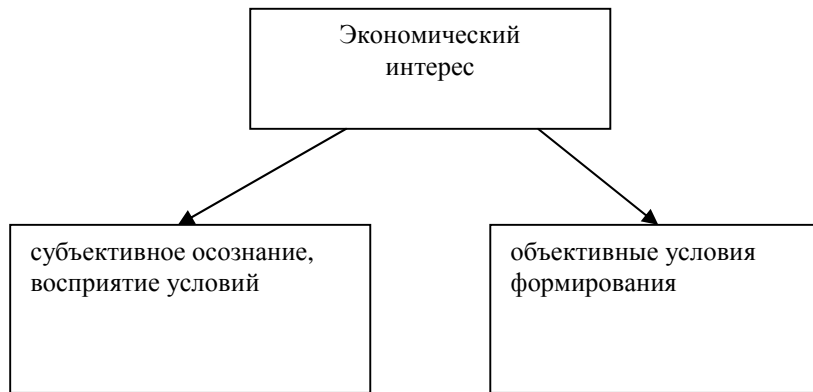 Экономический
интерес
субъективное осознание,
восприятие условий
объективные условия
формирования